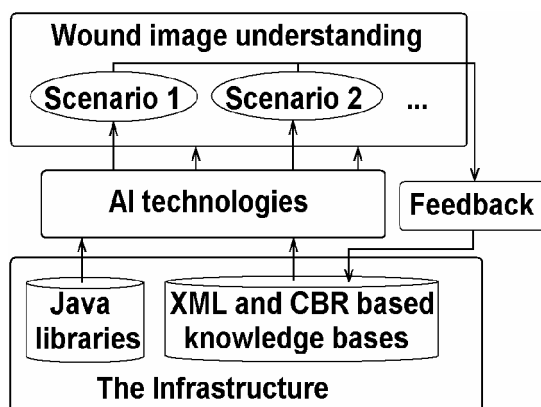 Wound image understanding
Scenario 1
Scenario 2
...
AI technologies
Feedback
Java
libraries
XML and CBR based
knowledge bases
The Infrastructure